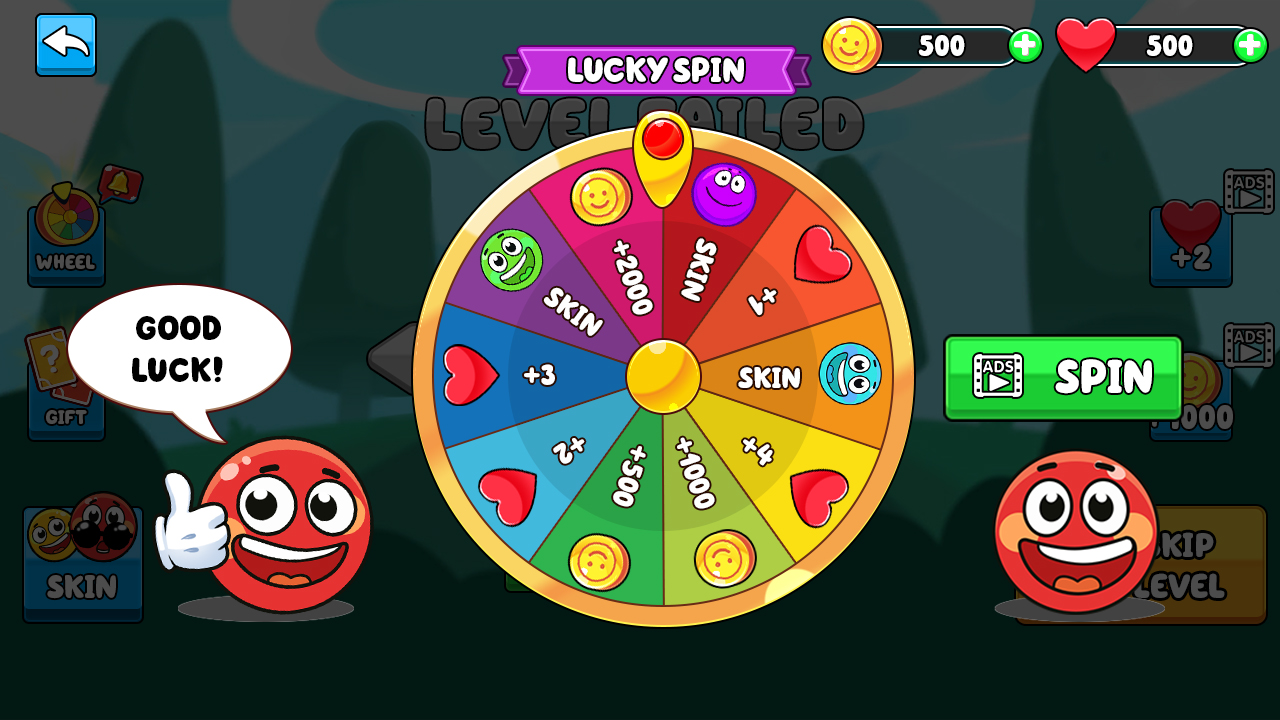 500
500
LUCKY SPIN
LEVEL FAILED
ADS
WHEEL
+2
+2000
SKIN
+1
SKIN
+4
+1000
+500
+2
+3
SKIN
GOOD
LUCK!
ADS
ADS
SPIN
GIFT
SKIN
SKIP
LEVEL